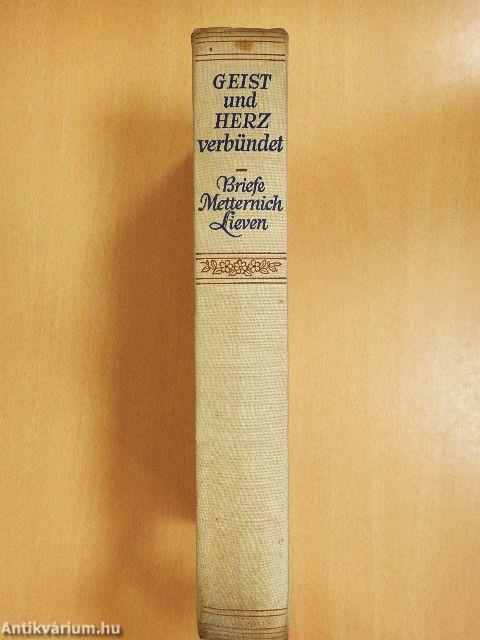 GEIST
und
HERZ
verbündet
Briefe
Metternich
Lieven
Antikvárium.hu